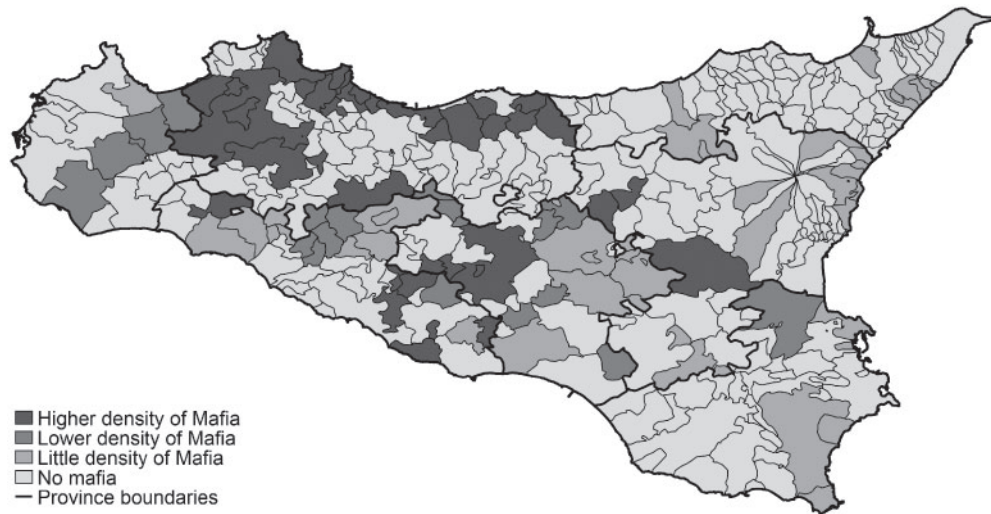 Higher density of Mafia
Lower density of Mafia
Little density of Mafia
No mafia
Province boundaries